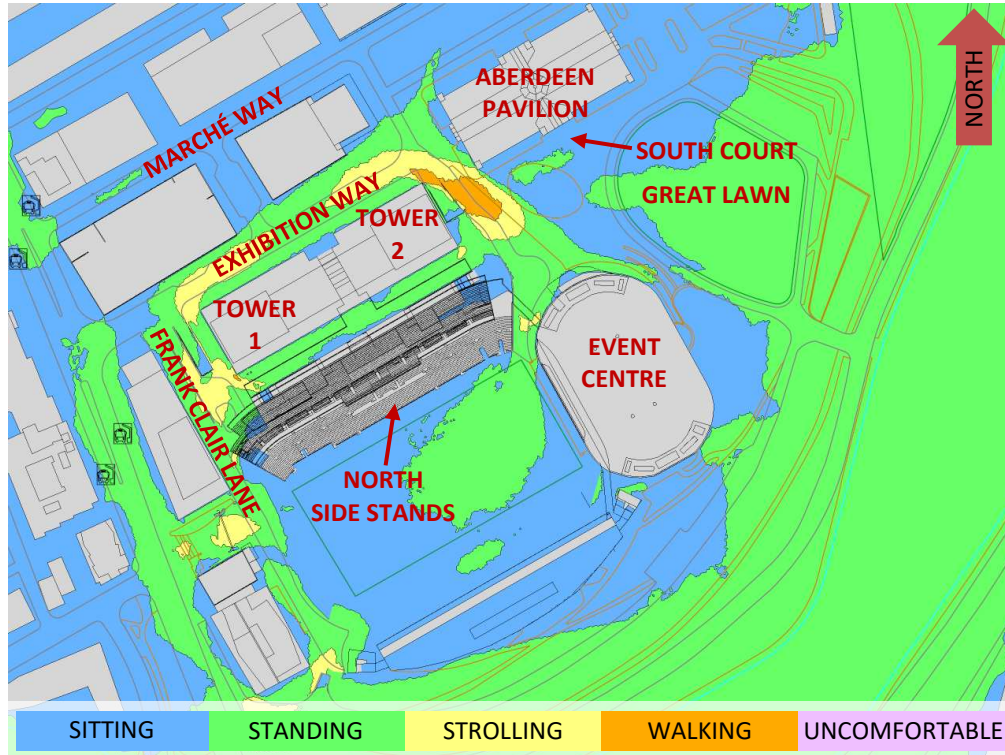 ABERDEEN
PAVILION
NORTH
MARCHÉ WAY
SOUTH COURT
GREAT LAWN
EXHIBITION WAY
TOWER
2
TOWER
1
FRANK CLAIR LANE
EVENT
CENTRE
NORTH
SIDE STANDS
SITTING
STANDING
STROLLING
WALKING
UNCOMFORTABLE